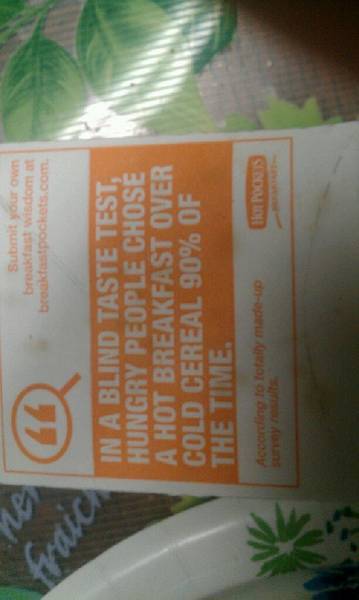 Submit your own
breakfast wisdom at
breakfastpockets.com.
“
IN A BLIND TASTE TEST,
HUNGRY PEOPLE CHOSE
A HOT BREAKFAST OVER
COLD CEREAL 90% OF
THE TIME.
According to totally made-up
survey results.
HOT POCKETS
fraich